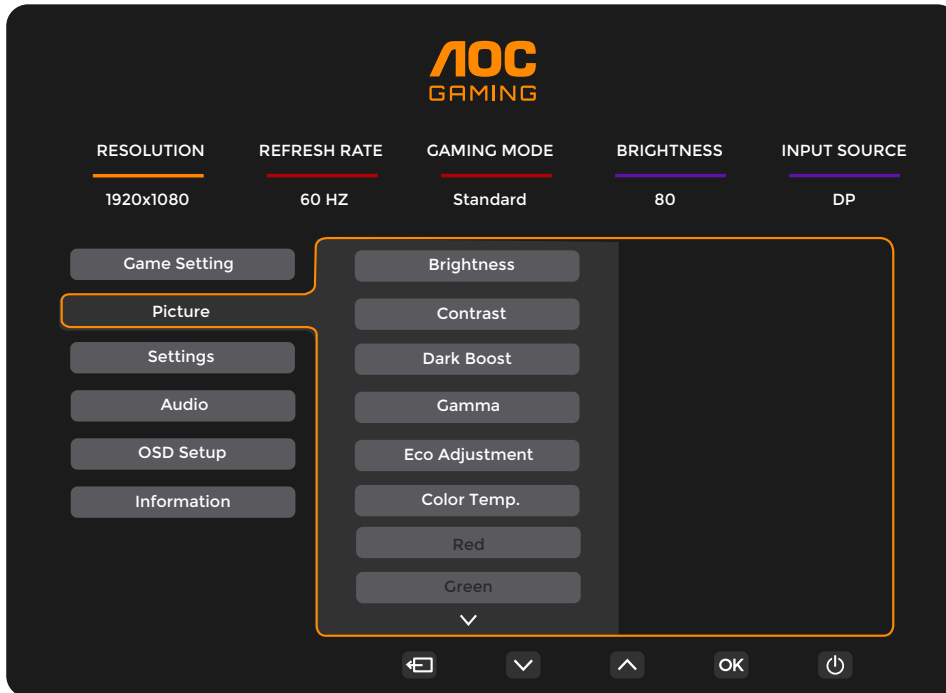 AOC
GAMING
RESOLUTION REFRESH RATE GAMING MODE BRIGHTNESS INPUT SOURCE
1920x1080 60 HZ Standard 80 DP
Game Setting
Picture
Settings
Audio
OSD Setup
Information
Brightness
Contrast
Dark Boost
Gamma
Eco Adjustment
Color Temp.
Red
Green
OK